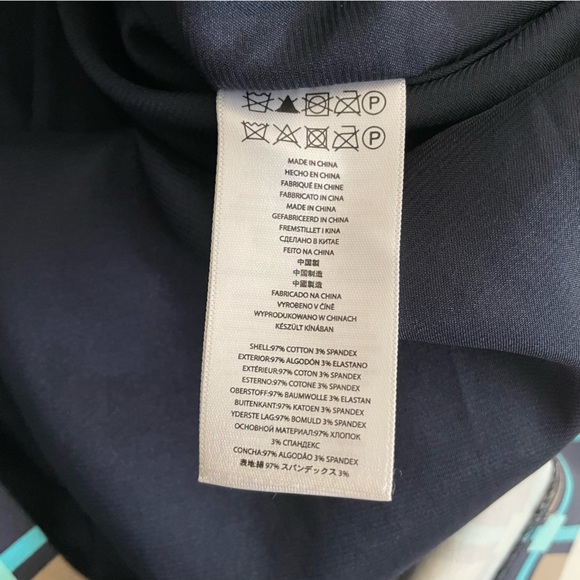 P
P
MADE IN CHINA
HECHO EN CHINA
FABRIQUÉ EN CHINE
FABBRICATO IN CINA
MADE IN CHINA
GEFABRICEERD IN CHINA
FREMSTILLET I KINA
СДЕЛАНО В КИТАЕ
FEITO NA CHINA
中国製
中国制造
中國製造
FABRICADO NA CHINA
VYROBENO V ČÍNĚ
WYPRODUKOWANO W CHINACH
KÉSZÜLT KÍNÁBAN
SHELL:97% COTTON 3% SPANDEX
EXTERIOR:97% ALGODÓN 3% ELASTANO
EXTÉRIEUR:97% COTON 3% SPANDEX
ESTERNO:97% COTONE 3% SPANDEX
OBERSTOFF:97% BAUMWOLLE 3% ELASTAN
BUITENKANT:97% KATOEN 3% SPANDEX
YDERSTE LAG:97% BOMULD 3% SPANDEX
ОСНОВНОЙ МАТЕРИАЛ:97% ХЛОПОК
3% СПАНДЕКС
CONCHA:97% ALGODÃO 3% SPANDEX
表地:綿 97% スパンデックス 3%